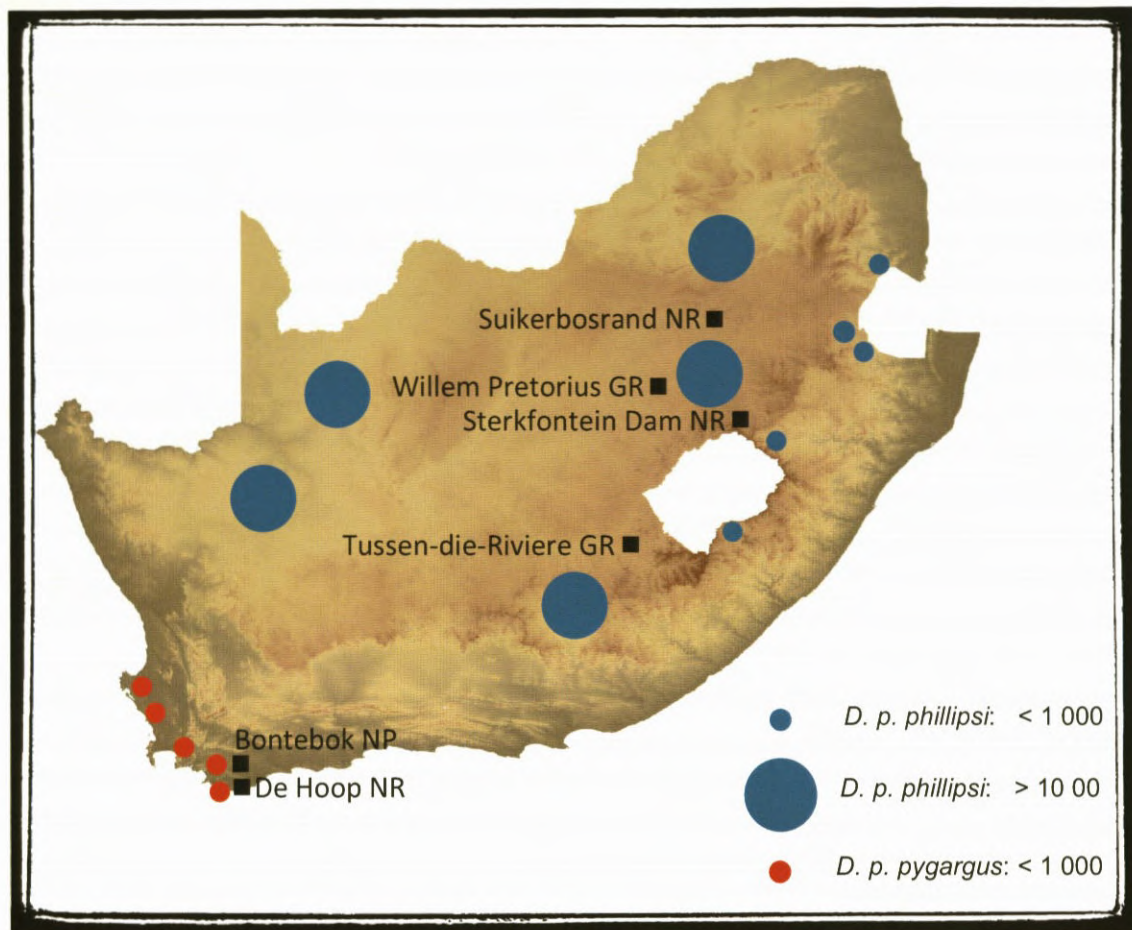 Suikerbosrand NR
Willem Pretorius GR
Sterkfontein Dam NR
Tussen-die-Riviere GR
Bontebok NP
De Hoop NR
D. p. phillipsi: < 1 000
D. p. phillipsi: > 10 00
D. p. pygargus: < 1 000